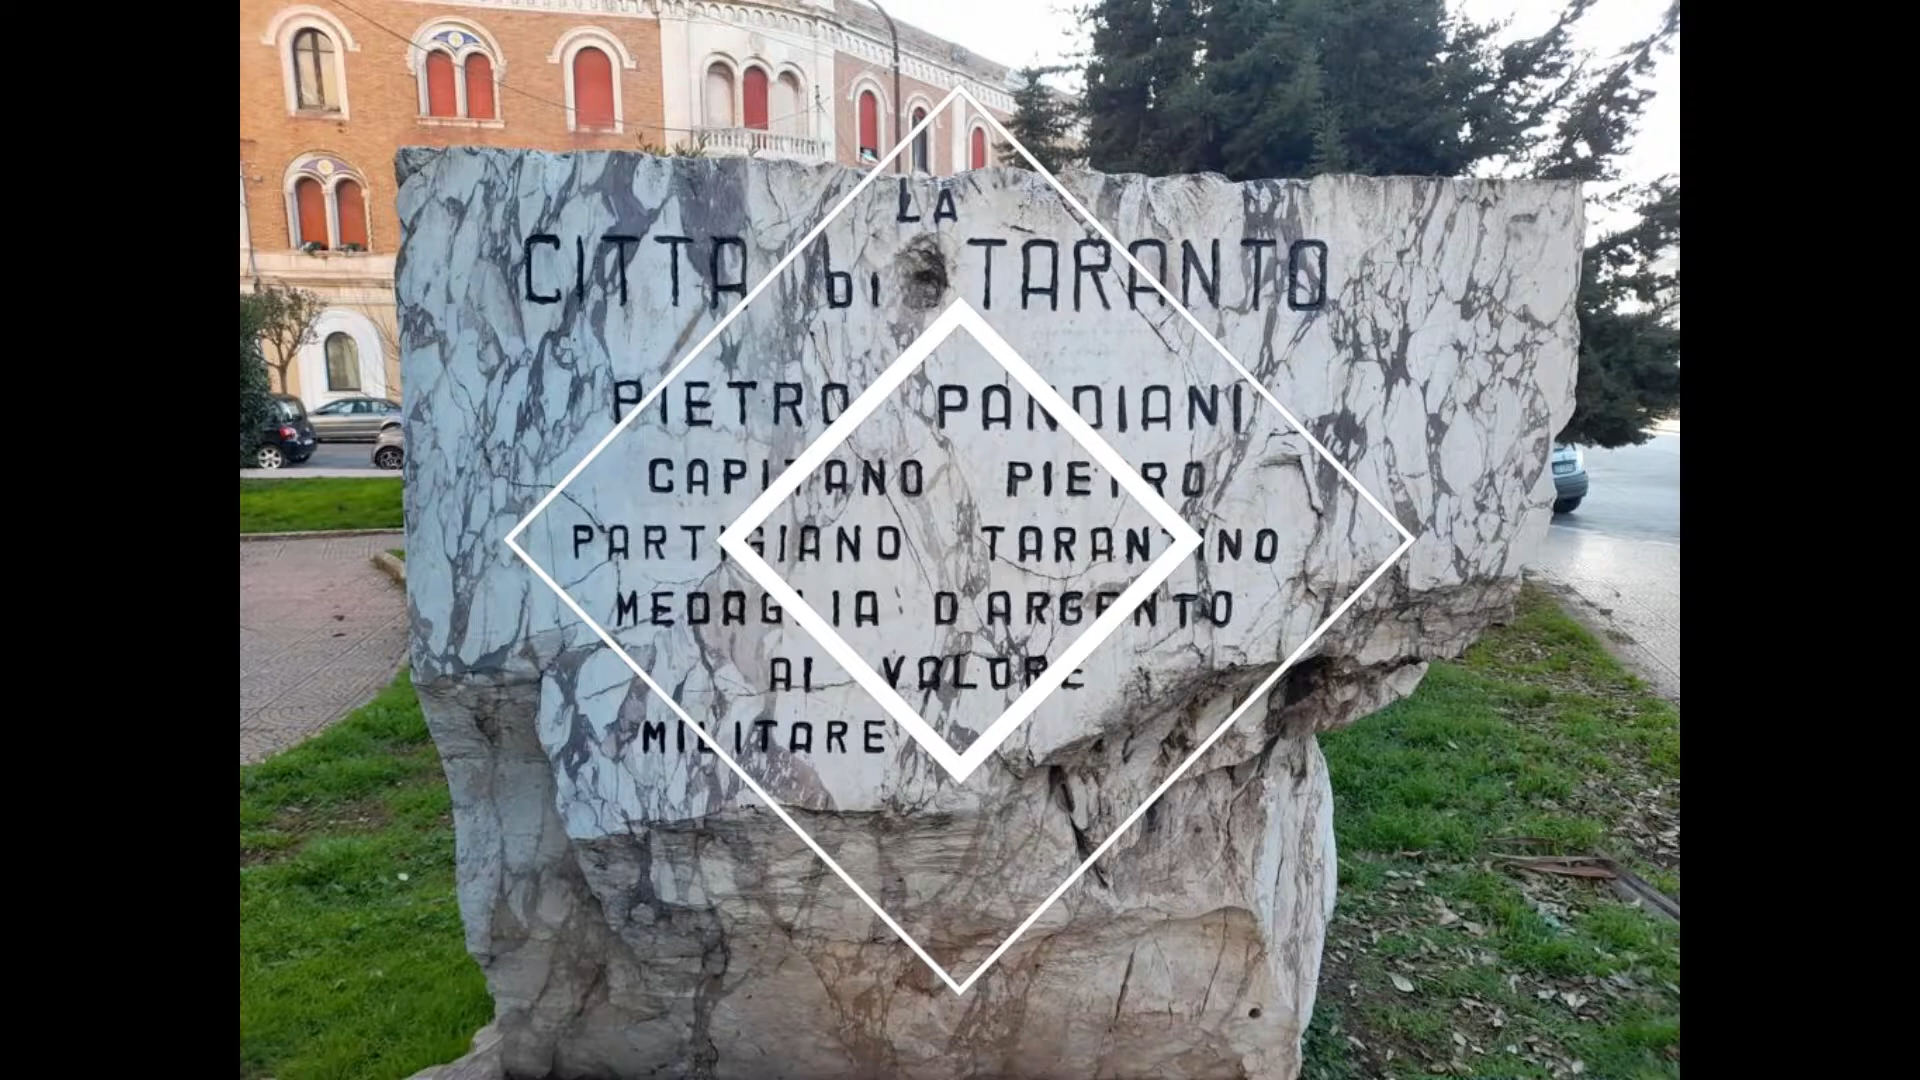 LA
CITTA DI TARANTO
PIETRO PANDIANI
CAPITANO PIETRO
PARTIGIANO TARANTINO
MEDAGLIA D'ARGENTO
AL VALORE
MILITARE